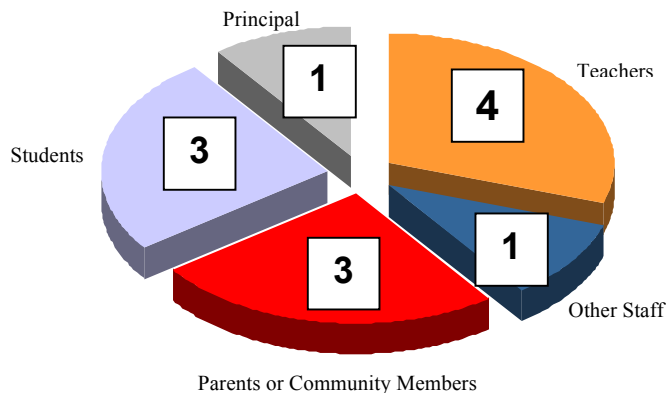 Principal
1
Teachers
4
Students
3
1
3
Other Staff
Parents or Community Members